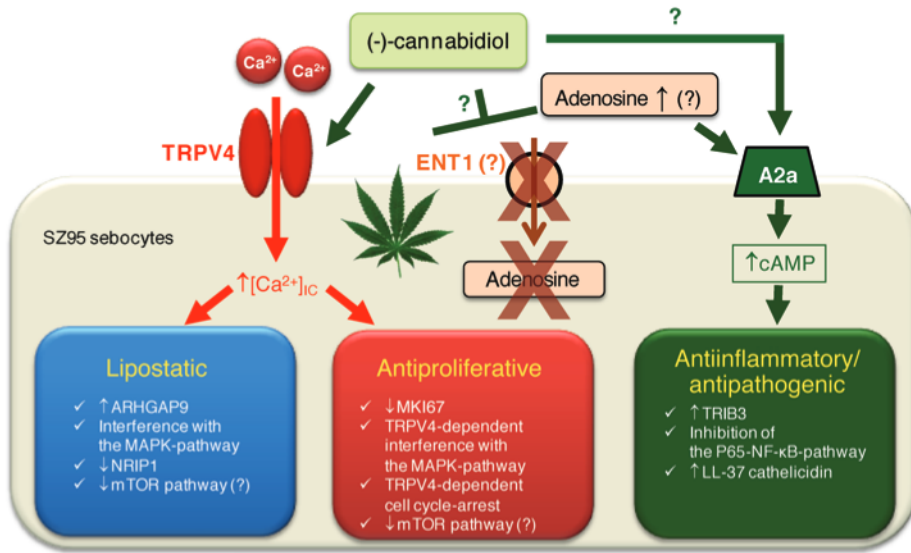 ?
(-)-cannabidiol
Ca²⁺
Ca²⁺
?
Adenosine ↑ (?)
TRPV4
ENT1 (?)
A2a
SZ95 sebocytes
Adenosine
↑cAMP
↑[Ca²⁺]IC
Lipostatic
✓ ↑ARHGAP9
✓ Interference with
the MAPK-pathway
✓ ↓NRIP1
✓ ↓mTOR pathway (?)
Antiproliferative
✓ ↓MKI67
✓ TRPV4-dependent
interference with
the MAPK-pathway
✓ TRPV4-dependent
cell cycle-arrest
✓ ↓mTOR pathway (?)
Antiinflammatory/
antipathogenic
✓ ↑TRIB3
✓ Inhibition of
the P65-NF-κB-pathway
✓ ↑LL-37 cathelicidin